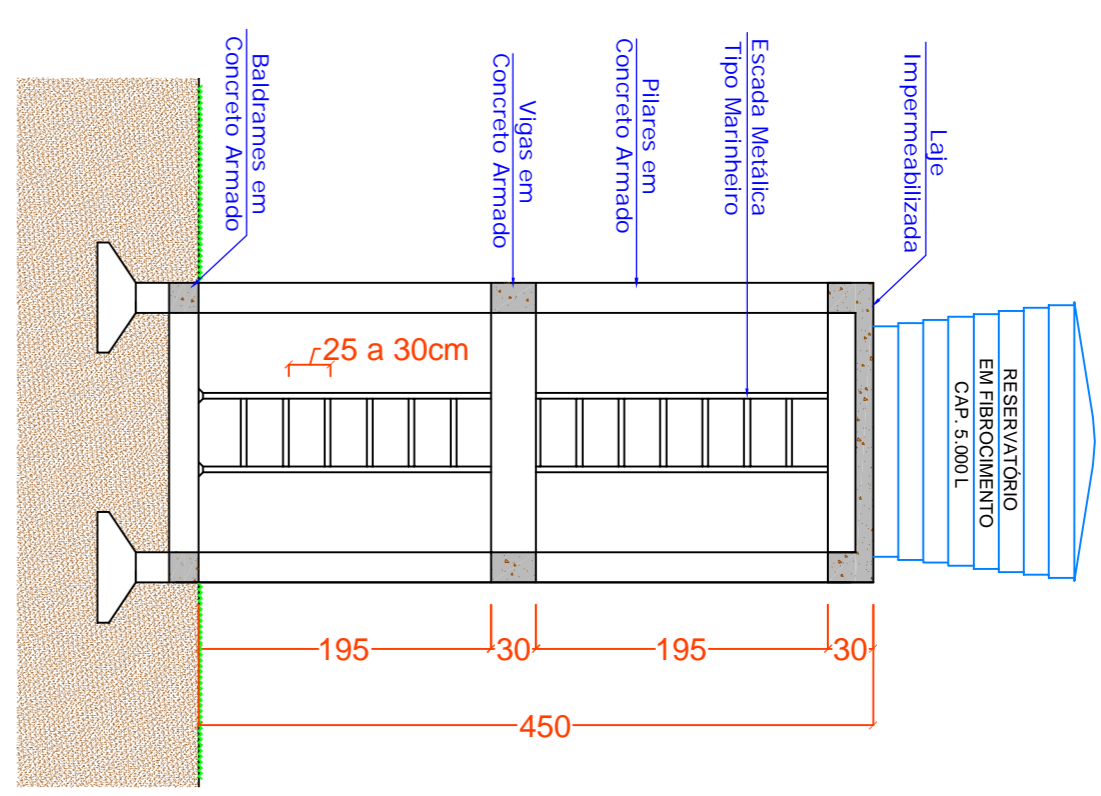 Laje
Impermeabilizada
Escada Metálica
Tipo Marinheiro
Pilares em
Concreto Armado
Vigas em
Concreto Armado
Baldrames em
Concreto Armado
RESERVATÓRIO
EM FIBROCIMENTO
CAP. 5.000 L
25 a 30cm
195
30
195
30
450